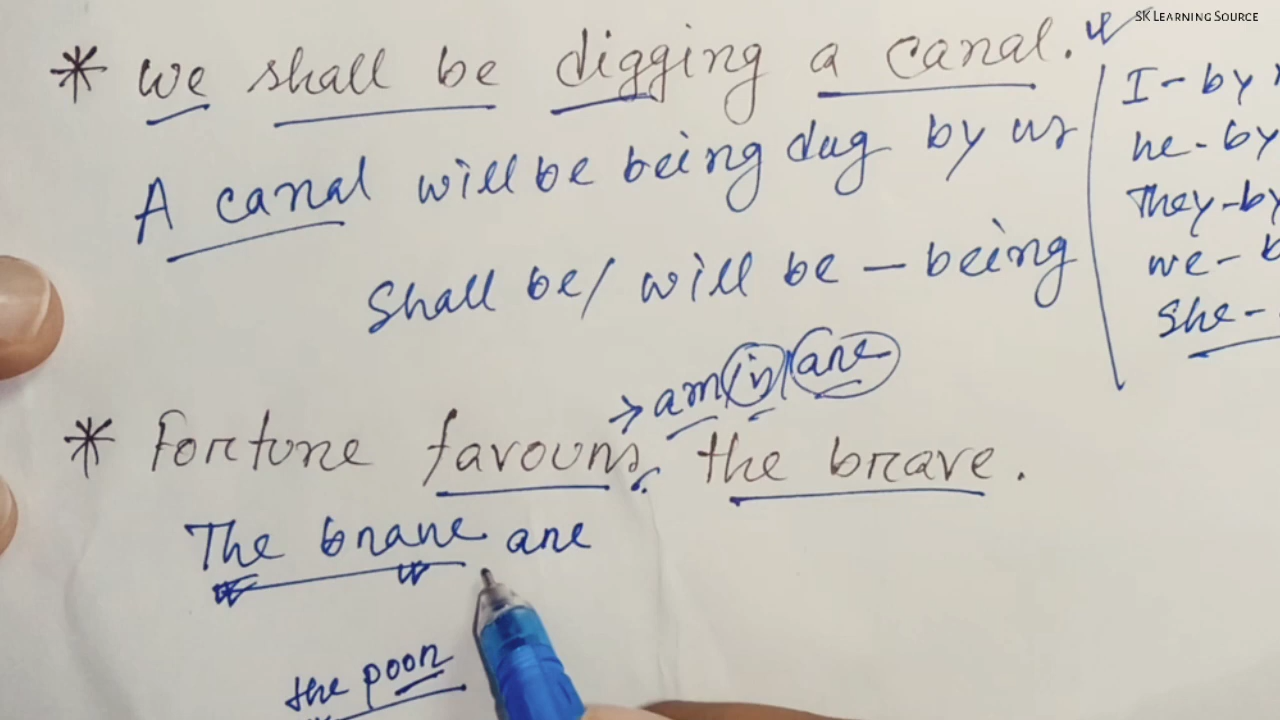 SK LEARNING SOURCE
* We shall be digging a canal.
A canal will be being dug by us
Shall be/ will be – being
I - by
he - by
They - by
we - b
She -
→ am/is/are
* Fortune favours the brave.
The brave are
the poor